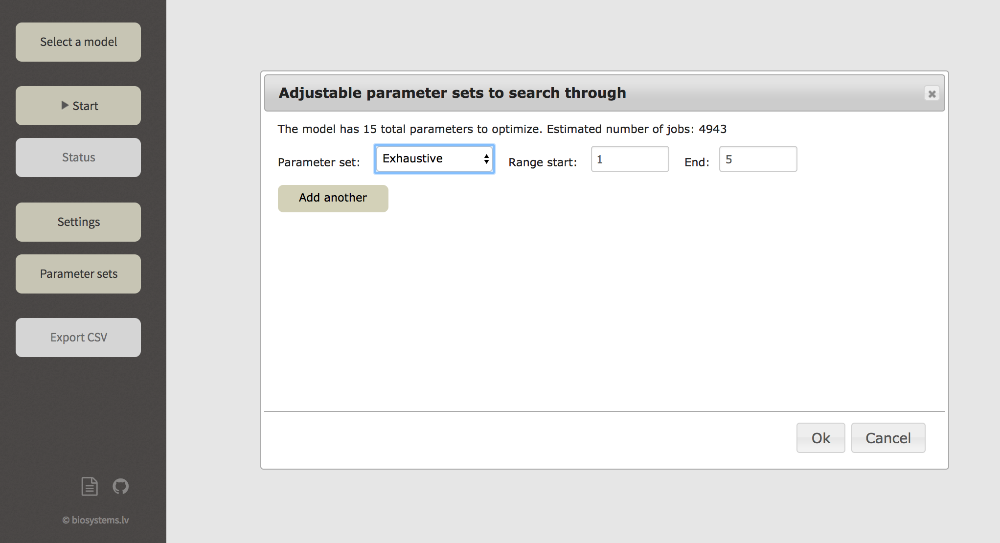 Select a model
Start
Status
Settings
Parameter sets
Export CSV
© biosystems.lv
Adjustable parameter sets to search through
The model has 15 total parameters to optimize. Estimated number of jobs: 4943
Parameter set: Exhaustive Range start: 1 End: 5
Add another
Ok Cancel